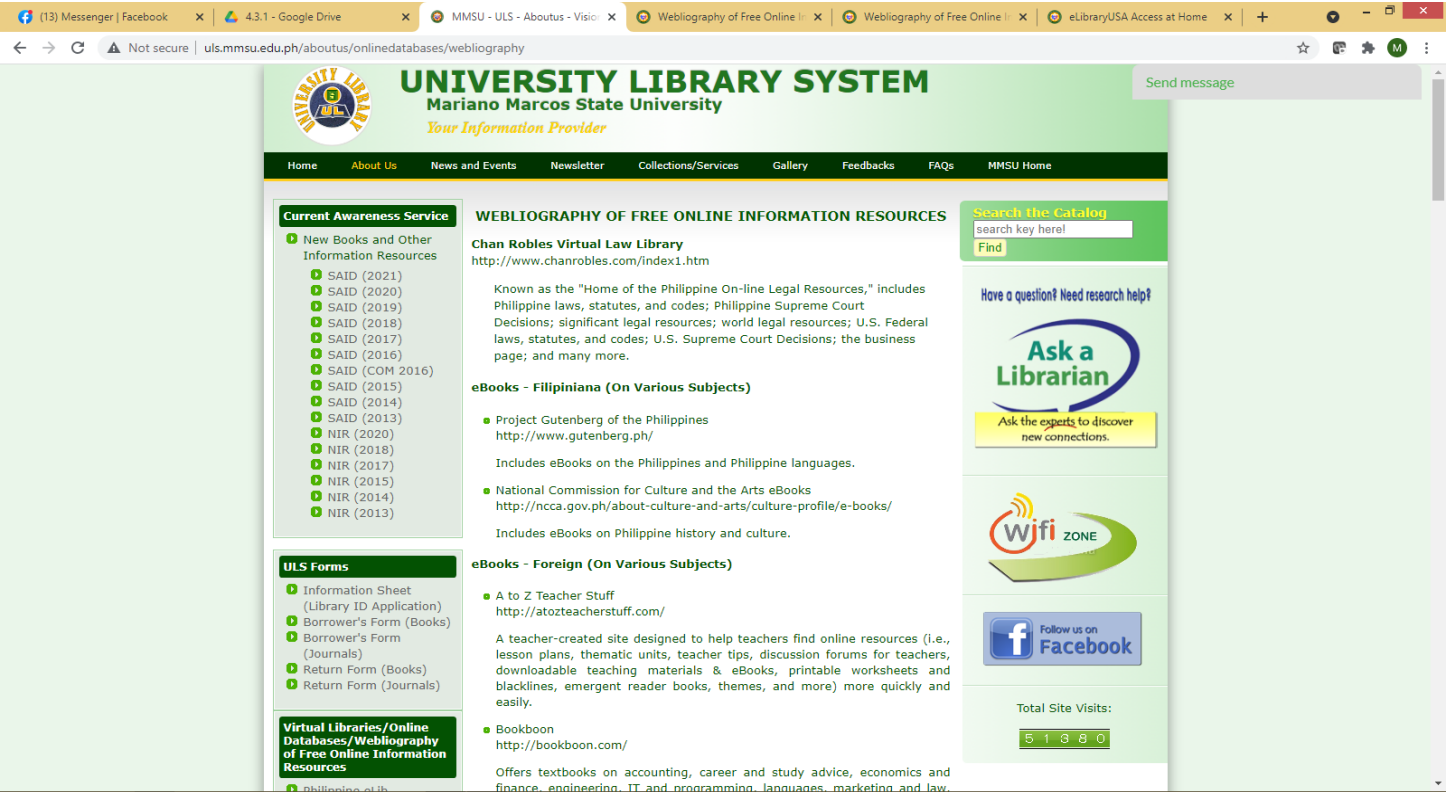 (13) Messenger | Facebook
4.3.1 - Google Drive
MMSU - ULS - Aboutus - Vision
Webliography of Free Online In
Webliography of Free Online In
eLibraryUSA Access at Home
Not secure
uls.mmsu.edu.ph/aboutus/onlinedatabases/webliography
M
UNIVERSITY LIBRARY
UL
UNIVERSITY LIBRARY SYSTEM
Mariano Marcos State University
Your Information Provider
Send message
Home
About Us
News and Events
Newsletter
Collections/Services
Gallery
Feedbacks
FAQs
MMSU Home
Current Awareness Service
New Books and Other
Information Resources
SAID (2021)
SAID (2020)
SAID (2019)
SAID (2018)
SAID (2017)
SAID (2016)
SAID (COM 2016)
SAID (2015)
SAID (2014)
SAID (2013)
NIR (2020)
NIR (2018)
NIR (2017)
NIR (2015)
NIR (2014)
NIR (2013)
ULS Forms
Information Sheet
(Library ID Application)
Borrower's Form (Books)
Borrower's Form
(Journals)
Return Form (Books)
Return Form (Journals)
Virtual Libraries/Online
Databases/Webliography
of Free Online Information
Resources
Philippine eLib
WEBLIOGRAPHY OF FREE ONLINE INFORMATION RESOURCES
Chan Robles Virtual Law Library
http://www.chanrobles.com/index1.htm
Known as the "Home of the Philippine On-line Legal Resources," includes
Philippine laws, statutes, and codes; Philippine Supreme Court
Decisions; significant legal resources; world legal resources; U.S. Federal
laws, statutes, and codes; U.S. Supreme Court Decisions; the business
page; and many more.
eBooks - Filipiniana (On Various Subjects)
Project Gutenberg of the Philippines
http://www.gutenberg.ph/
Includes eBooks on the Philippines and Philippine languages.
National Commission for Culture and the Arts eBooks
http://ncca.gov.ph/about-culture-and-arts/culture-profile/e-books/
Includes eBooks on Philippine history and culture.
eBooks - Foreign (On Various Subjects)
A to Z Teacher Stuff
http://atozteacherstuff.com/
A teacher-created site designed to help teachers find online resources (i.e.,
lesson plans, thematic units, teacher tips, discussion forums for teachers,
downloadable teaching materials & eBooks, printable worksheets and
blacklines, emergent reader books, themes, and more) more quickly and
easily.
Bookboon
http://bookboon.com/
Offers textbooks on accounting, career and study advice, economics and
finance, engineering, IT and programming, languages, marketing and law,
Search the Catalog
search key here!
Find
Have a question? Need research help?
Ask a
Librarian
Ask the experts to discover
new connections.
Wifi ZONE
Follow us on
Facebook
Total Site Visits:
51380